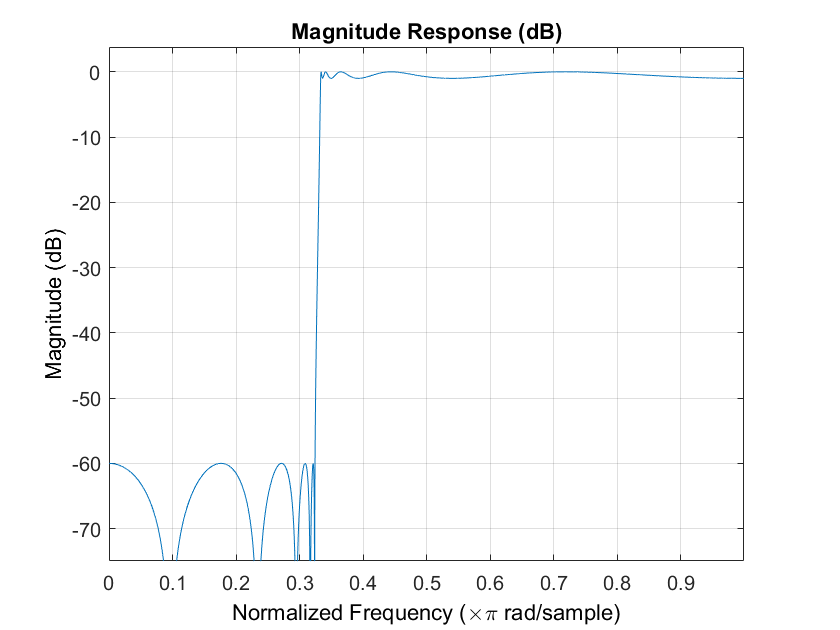 Magnitude Response (dB)
Magnitude (dB)
0
-10
-20
-30
-40
-50
-60
-70
0 0.1 0.2 0.3 0.4 0.5 0.6 0.7 0.8 0.9
Normalized Frequency (×π rad/sample)